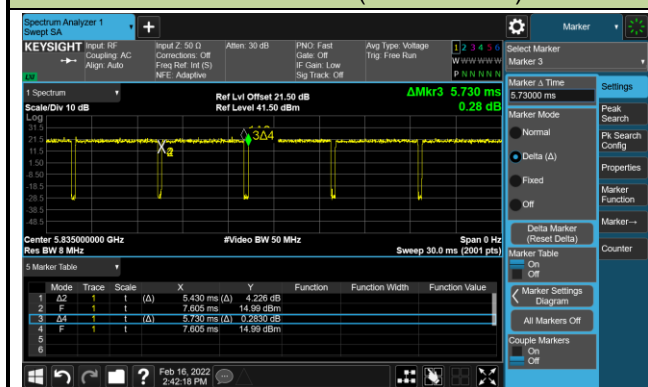 Spectrum Analyzer 1
Swept SA
Marker
KEYSIGHT
Input: RF
Coupling: AC
Align: Auto
Input Z: 50 Ω
Corrections: Off
Freq Ref: Int (S)
NFE: Adaptive
Atten: 30 dB
PNO: Fast
Gate: Off
IF Gain: Low
Sig Track: Off
Avg Type: Voltage
Trig: Free Run
1 2 3 4 5 6
W W W W W W
P N N N N N
Select Marker
Marker 3
1 Spectrum
Scale/Div 10 dB
Ref Lvl Offset 21.50 dB
Ref Level 41.50 dBm
ΔMkr3 5.730 ms
0.28 dB
Marker Δ Time
5.73000 ms
Settings
Log
31.5
21.5
11.5
1.50
-8.50
-18.5
-28.5
-38.5
-48.5
3Δ4
Center 5.835000000 GHz
Res BW 8 MHz
#Video BW 50 MHz
Span 0 Hz
Sweep 30.0 ms (2001 pts)
Marker Mode
Normal
Delta (Δ)
Fixed
Off
Delta Marker
(Reset Delta)
Marker Table
On
Off
Marker Settings
Diagram
All Markers Off
Couple Markers
On
Off
Peak
Search
Pk Search
Config
Properties
Marker
Function
Marker→
Counter
5 Marker Table
Mode Trace Scale X Y Function Function Width Function Value
1 Δ2 1 t (Δ) 5.430 ms (Δ) 4.226 dB
2 F 1 t 7.605 ms 14.99 dBm
3 Δ4 1 t (Δ) 5.730 ms (Δ) 0.2830 dB
4 F 1 t 7.605 ms 14.99 dBm
5
6
Feb 16, 2022
2:42:18 PM